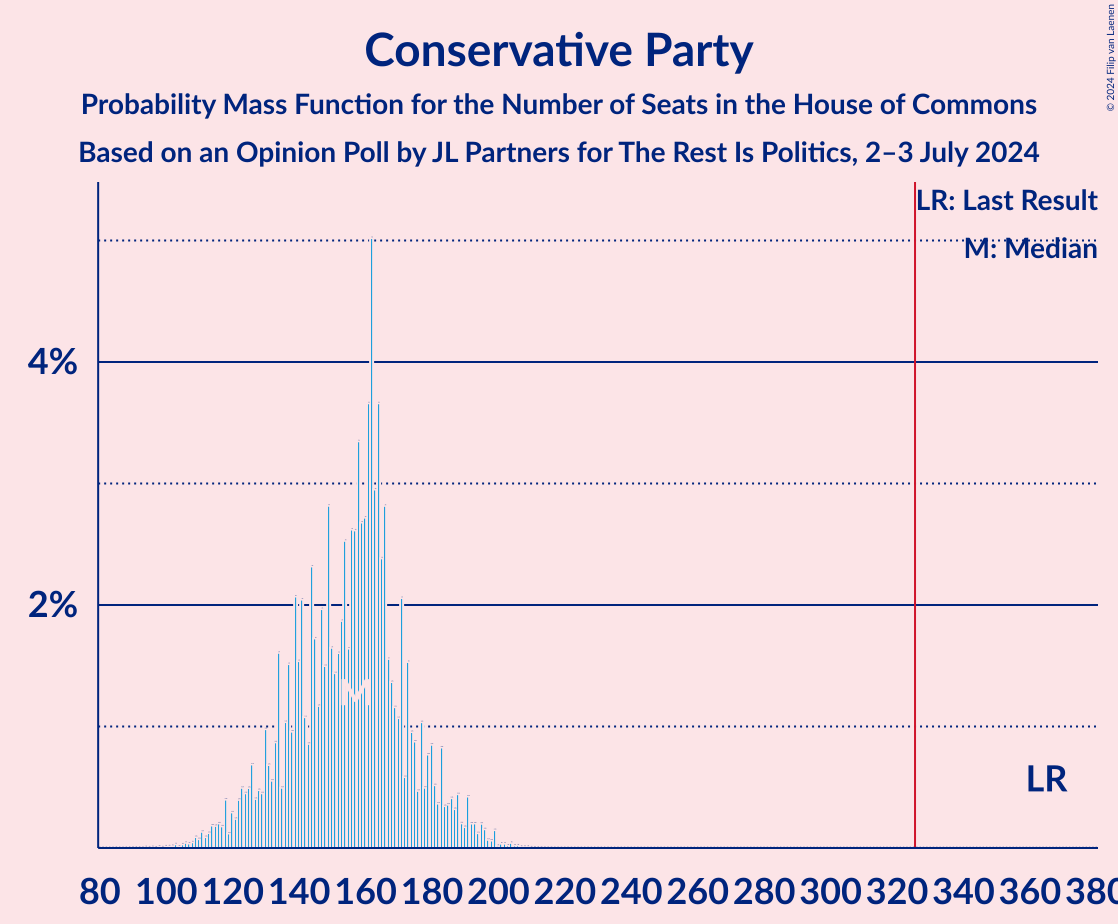 Conservative Party
Probability Mass Function for the Number of Seats in the House of Commons
Based on an Opinion Poll by JL Partners for The Rest Is Politics, 2–3 July 2024
© 2024 Filip van Laenen
LR: Last Result
M: Median
4%
2%
M
LR
80 100 120 140 160 180 200 220 240 260 280 300 320 340 360 380